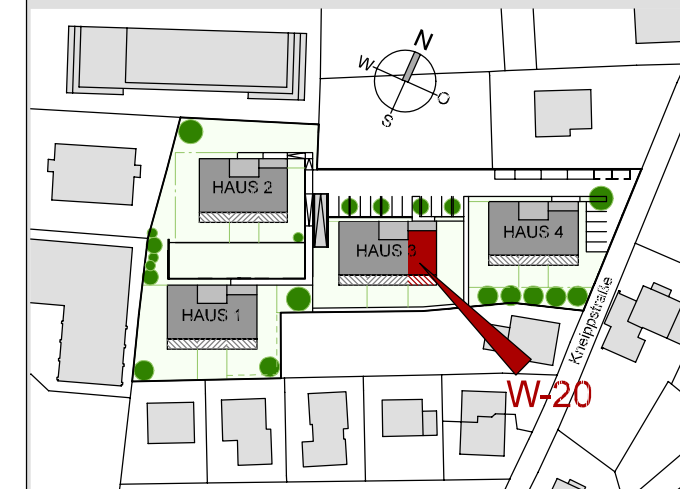 N
W
O
S
HAUS 2
HAUS 3
HAUS 4
HAUS 1
Kneippstraße
W-20